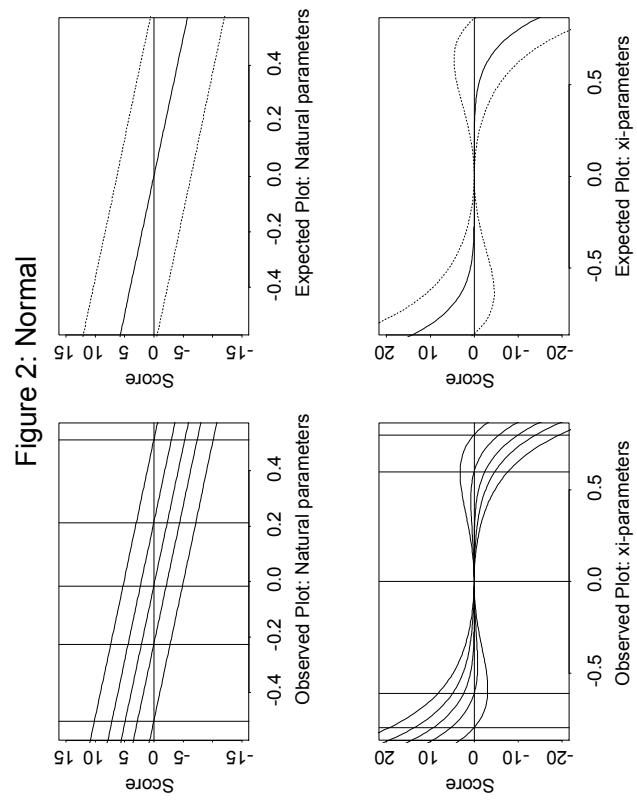 Figure 2: Normal
Score
15 10 5 0 -5 -15
-0.4 -0.2 0.0 0.2 0.4
Observed Plot: Natural parameters
Score
15 10 5 0 -5 -15
-0.4 -0.2 0.0 0.2 0.4
Expected Plot: Natural parameters
Score
20 10 0 -10 -20
-0.5 0.0 0.5
Observed Plot: xi-parameters
Score
20 10 0 -10 -20
-0.5 0.0 0.5
Expected Plot: xi-parameters